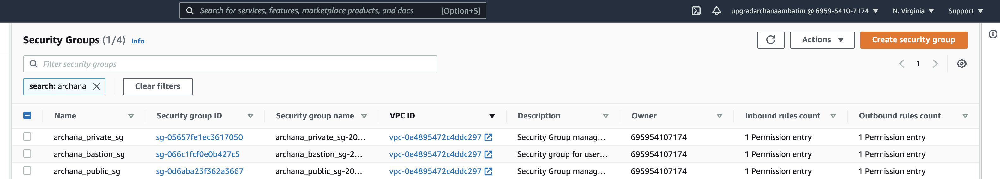 Search for services, features, marketplace products, and docs [Option+S] upgradarchanaambatim @ 6959-5410-7174 N. Virginia Support
Security Groups (1/4) Info Actions Create security group
Filter security groups 1
search: archana Clear filters
Name Security group ID Security group name VPC ID Description Owner Inbound rules count Outbound rules count
archana_private_sg sg-05657fe1ec3617050 archana_private_sg-20... vpc-0e4895472c4ddc297 Security Group manag... 695954107174 1 Permission entry 1 Permission entry
archana_bastion_sg sg-066c1fcf0e0b427c5 archana_bastion_sg-2... vpc-0e4895472c4ddc297 Security group for user... 695954107174 1 Permission entry 1 Permission entry
archana_public_sg sg-0d6aba23f362a3667 archana_public_sg-20... vpc-0e4895472c4ddc297 Security Group manag... 695954107174 1 Permission entry 1 Permission entry